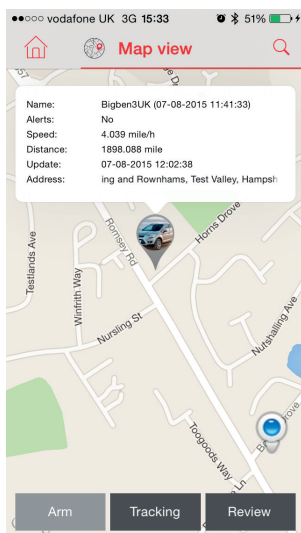 vodafone UK 3G 15:33 51%
Map view
Name: Bigben3UK (07-08-2015 11:41:33)
Alerts: No
Speed: 4.039 mile/h
Distance: 1898.088 mile
Update: 07-08-2015 12:02:38
Address: ing and Rownhams, Test Valley, Hampsh
Romsey Rd
Horns Drove
Testlands Ave
Winfrith Way
Nursling St
Nutshalling Ave
Toogoods Way
Arm Tracking Review